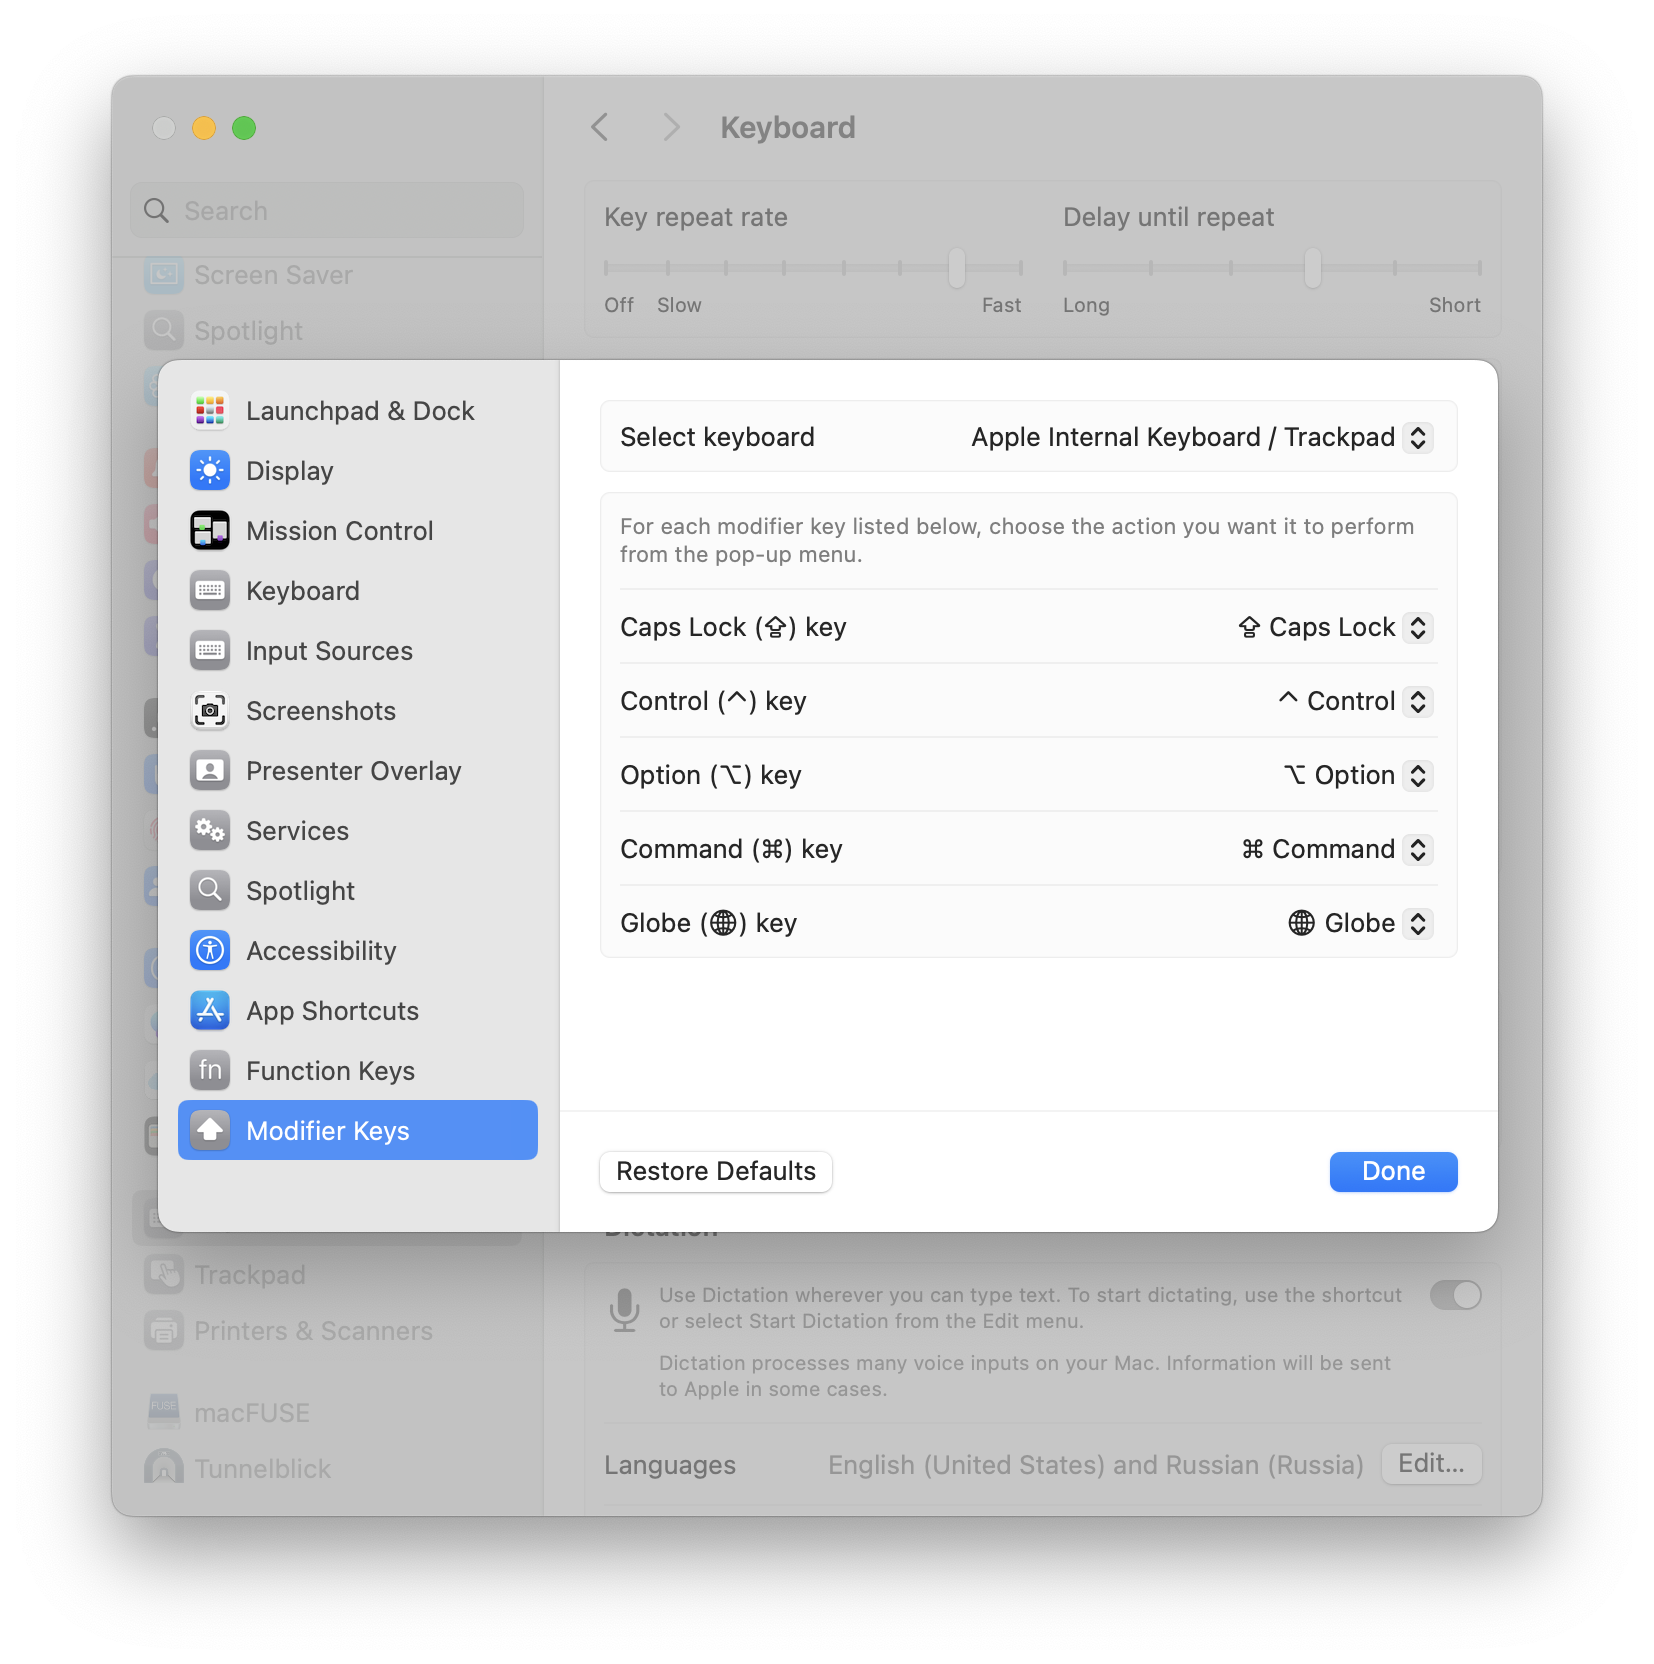 Keyboard
Search
Key repeat rate
Delay until repeat
Off
Slow
Fast
Long
Short
Screen Saver
Spotlight
Launchpad & Dock
Display
Mission Control
Keyboard
Input Sources
Screenshots
Presenter Overlay
Services
Spotlight
Accessibility
App Shortcuts
fn Function Keys
Modifier Keys
Select keyboard
Apple Internal Keyboard / Trackpad
For each modifier key listed below, choose the action you want it to perform
from the pop-up menu.
Caps Lock (⇪) key
⇪ Caps Lock
Control (^) key
^ Control
Option (⌥) key
⌥ Option
Command (⌘) key
⌘ Command
Globe (🌐) key
🌐 Globe
Restore Defaults
Done
Dictation
Use Dictation wherever you can type text. To start dictating, use the shortcut
or select Start Dictation from the Edit menu.
Dictation processes many voice inputs on your Mac. Information will be sent
to Apple in some cases.
Languages
English (United States) and Russian (Russia)
Edit...
Trackpad
Printers & Scanners
FUSE
macFUSE
Tunnelblick